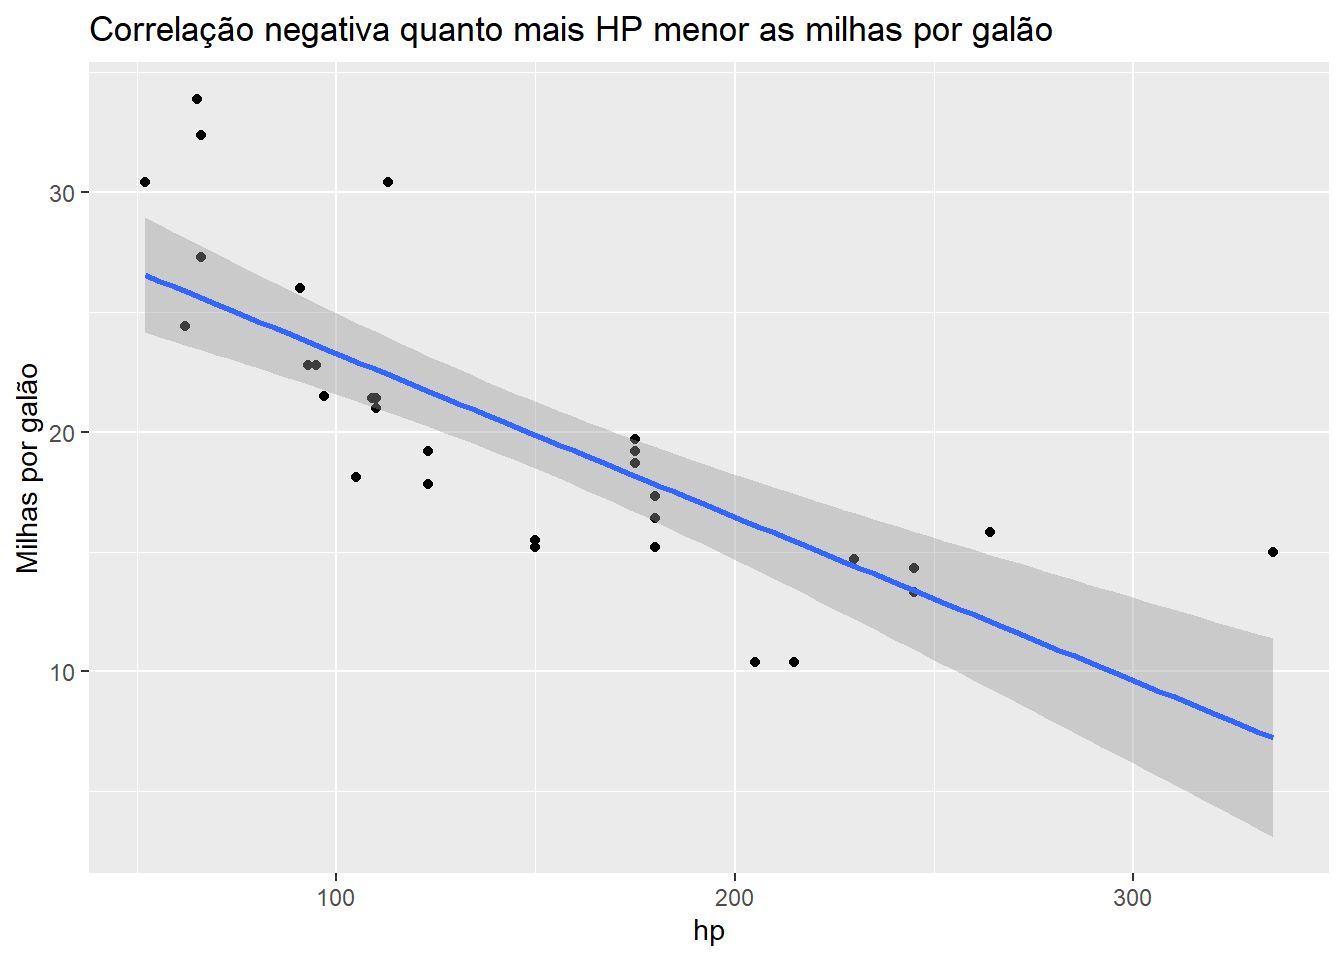 Correlação negativa quanto mais HP menor as milhas por galão
30
20
10
Milhas por galão
100
200
300
hp